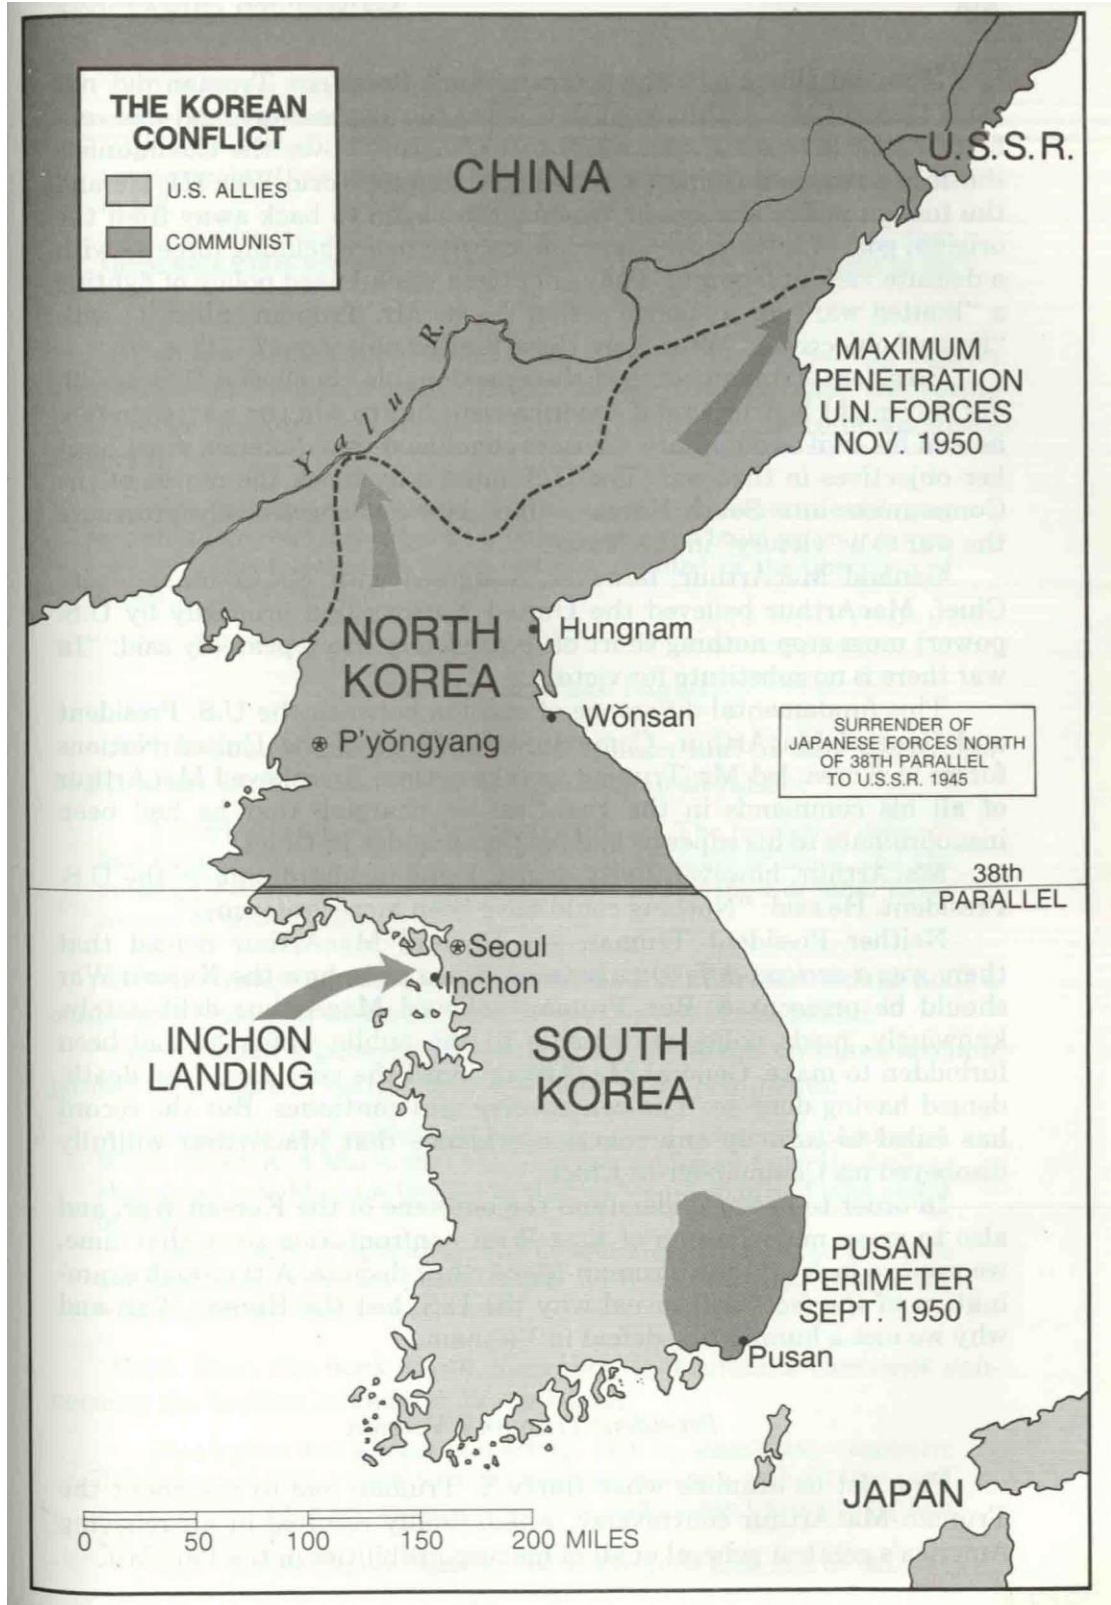 THE KOREAN
CONFLICT
U.S. ALLIES
COMMUNIST
CHINA
U.S.S.R.
Yalu R.
MAXIMUM
PENETRATION
U.N. FORCES
NOV. 1950
NORTH
KOREA
Hungnam
Wŏnsan
P'yŏngyang
SURRENDER OF
JAPANESE FORCES NORTH
OF 38TH PARALLEL
TO U.S.S.R. 1945
38th
PARALLEL
Seoul
Inchon
INCHON
LANDING
SOUTH
KOREA
PUSAN
PERIMETER
SEPT. 1950
Pusan
JAPAN
0 50 100 150 200 MILES